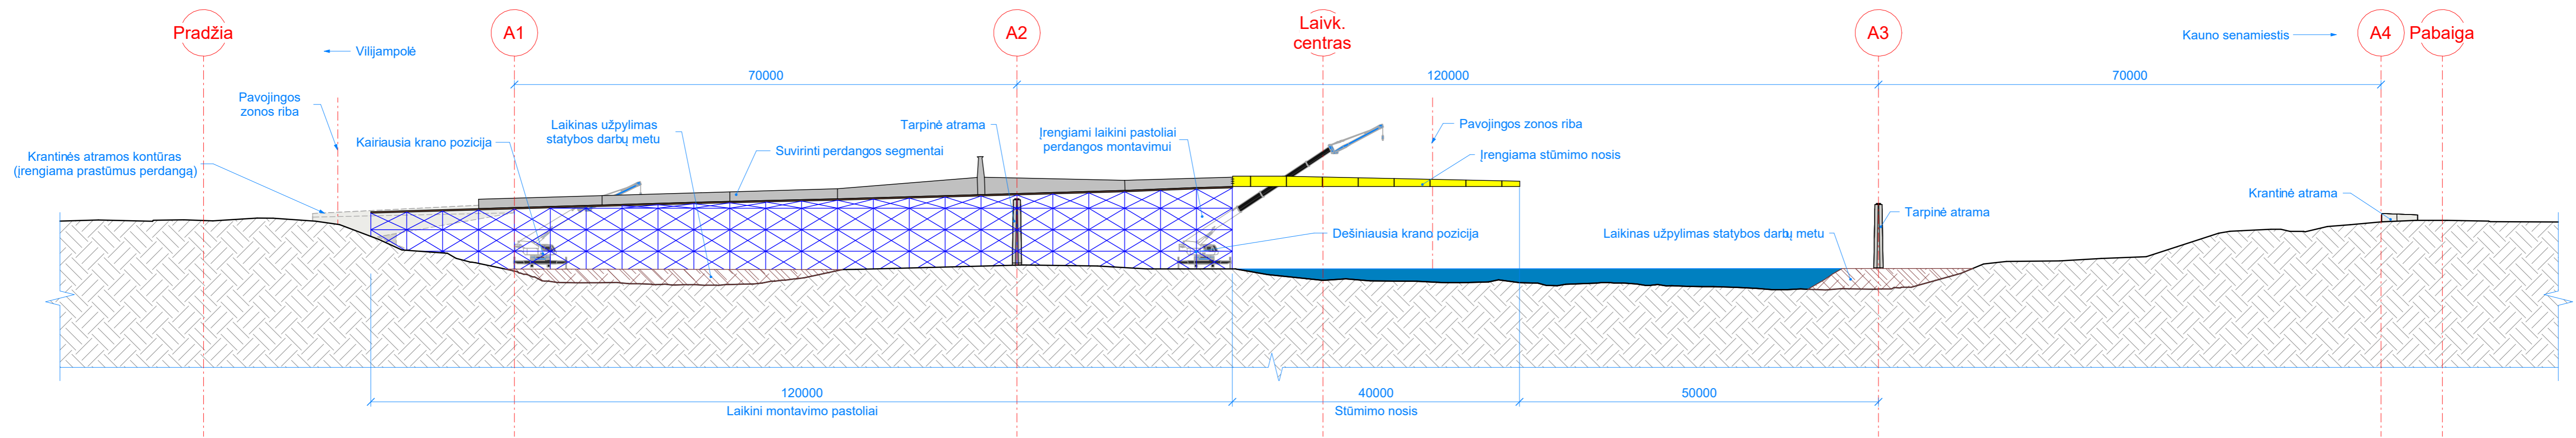 Pradžia
A1
A2
Laivk.
centras
A3
A4
Pabaiga
Vilijampolė
Kauno senamiestis
70000
120000
70000
Pavojingos
zonos riba
Krantinės atramos kontūras
(įrengiama prastūmus perdangą)
Kairiausia krano pozicija
Laikinas užpylimas
statybos darbų metu
Suvirinti perdangos segmentai
Tarpinė atrama
Įrengiami laikini pastoliai
perdangos montavimui
Pavojingos zonos riba
Įrengiama stūmimo nosis
Dešiniausia krano pozicija
Laikinas užpylimas statybos darbų metu
Tarpinė atrama
Krantinė atrama
120000
Laikini montavimo pastoliai
40000
Stūmimo nosis
50000